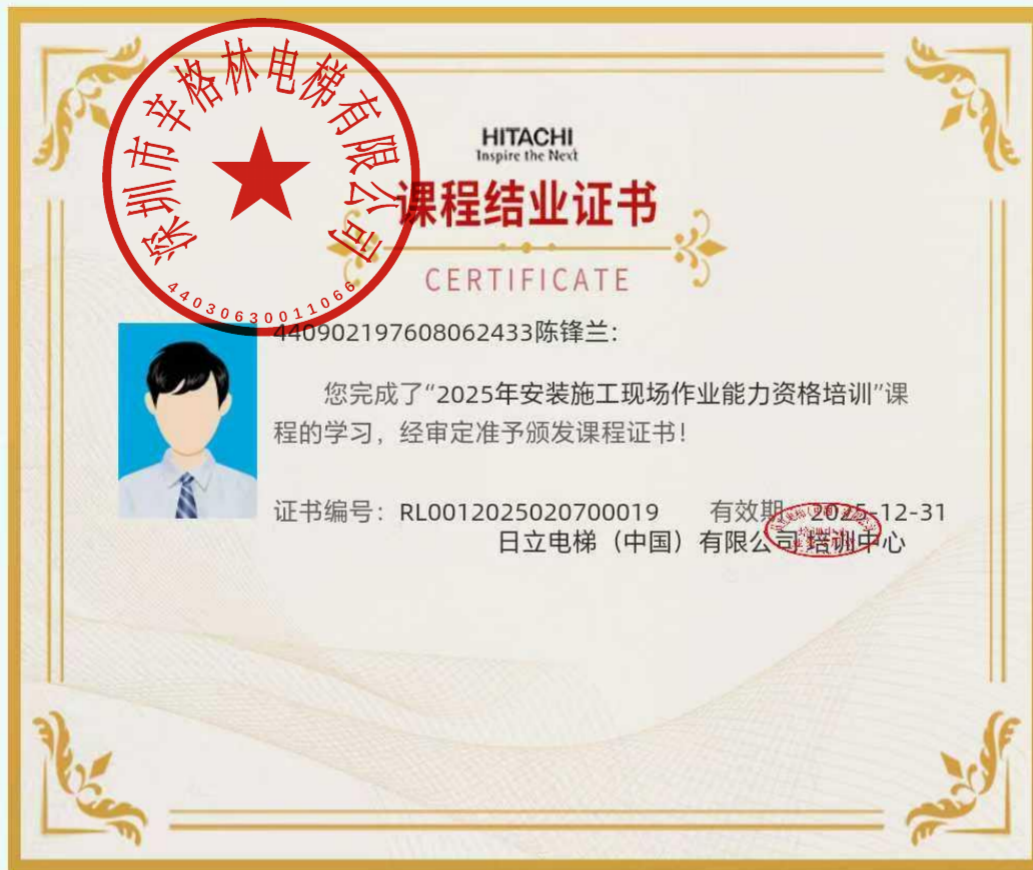 深圳市辛格林电梯有限公司
44030630011066
HITACHI
Inspire the Next
课程结业证书
CERTIFICATE
440902197608062433陈锋兰:
您完成了“2025年安装施工现场作业能力资格培训”课
程的学习，经审定准予颁发课程证书！
证书编号：RL0012025020700019 有效期 2025-12-31
日立电梯（中国）有限公司 培训中心